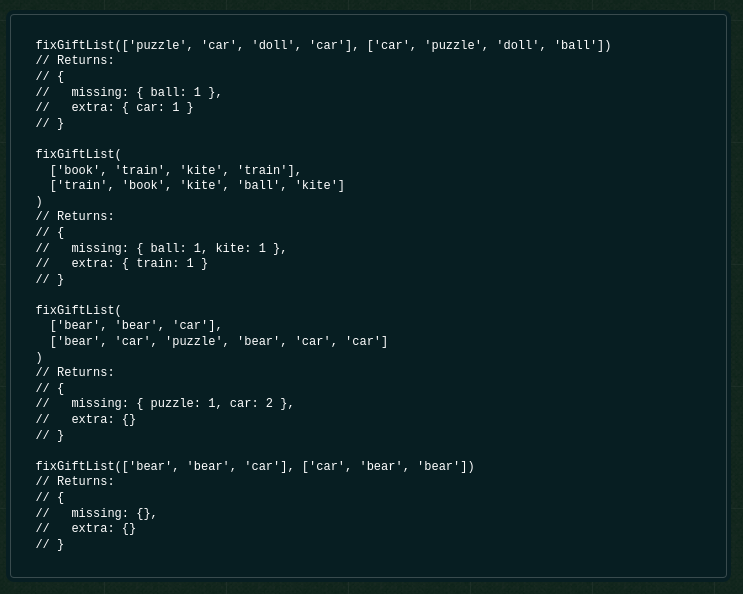 fixGiftList(['puzzle', 'car', 'doll', 'car'], ['car', 'puzzle', 'doll', 'ball'])
// Returns:
// {
//   missing: { ball: 1 },
//   extra: { car: 1 }
// }

fixGiftList(
  ['book', 'train', 'kite', 'train'],
  ['train', 'book', 'kite', 'ball', 'kite']
)
// Returns:
// {
//   missing: { ball: 1, kite: 1 },
//   extra: { train: 1 }
// }

fixGiftList(
  ['bear', 'bear', 'car'],
  ['bear', 'car', 'puzzle', 'bear', 'car', 'car']
)
// Returns:
// {
//   missing: { puzzle: 1, car: 2 },
//   extra: {}
// }

fixGiftList(['bear', 'bear', 'car'], ['car', 'bear', 'bear'])
// Returns:
// {
//   missing: {},
//   extra: {}
// }